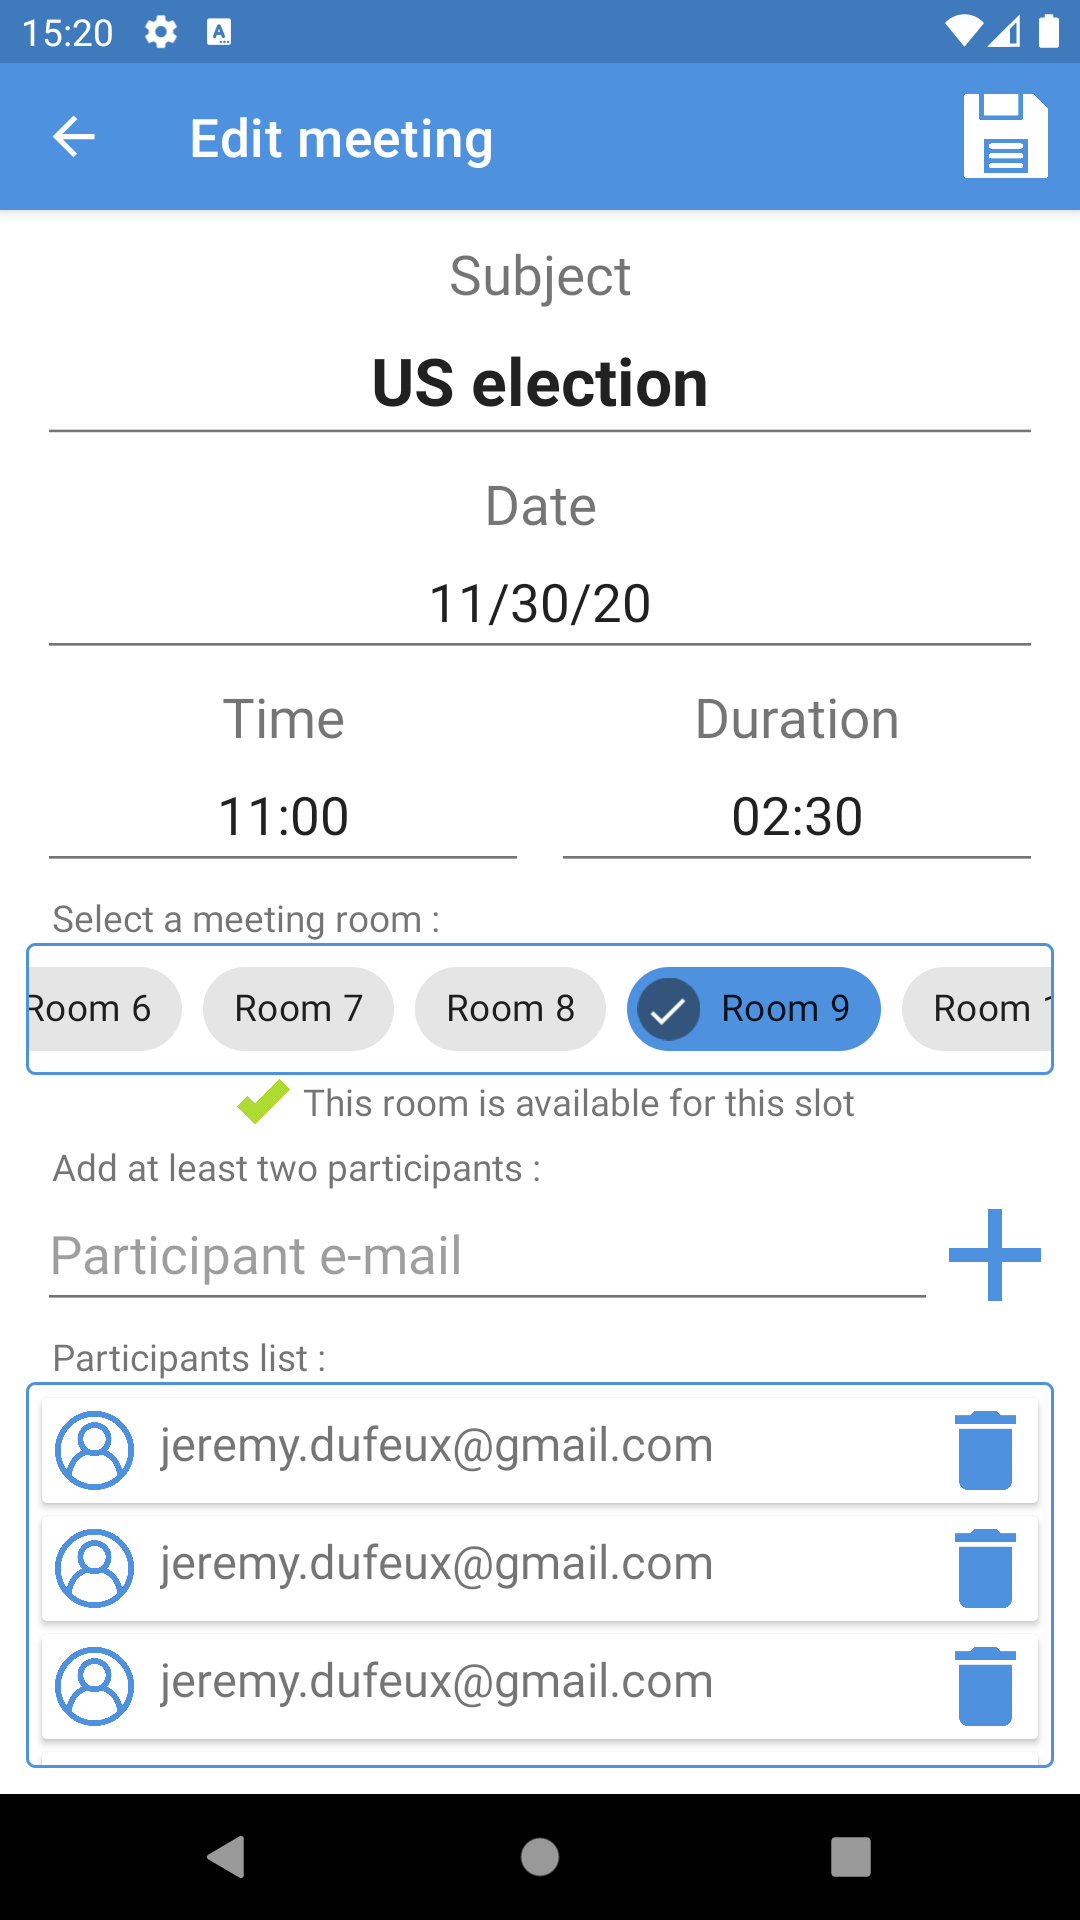 15:20
Edit meeting
Subject
US election
Date
11/30/20
Time Duration
11:00 02:30
Select a meeting room :
Room 6 Room 7 Room 8 Room 9 Room
This room is available for this slot
Add at least two participants :
Participant e-mail
Participants list :
jeremy.dufeux@gmail.com
jeremy.dufeux@gmail.com
jeremy.dufeux@gmail.com